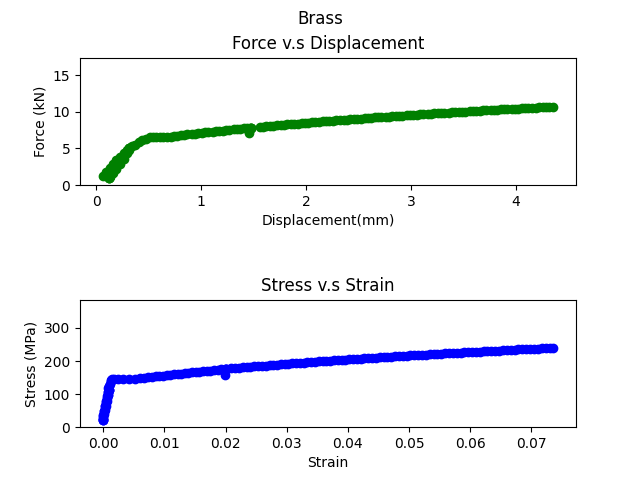 Brass
Force v.s Displacement
15
10
5
0
Force (kN)
0 1 2 3 4
Displacement(mm)
Stress v.s Strain
300
200
100
0
Stress (MPa)
0.00 0.01 0.02 0.03 0.04 0.05 0.06 0.07
Strain